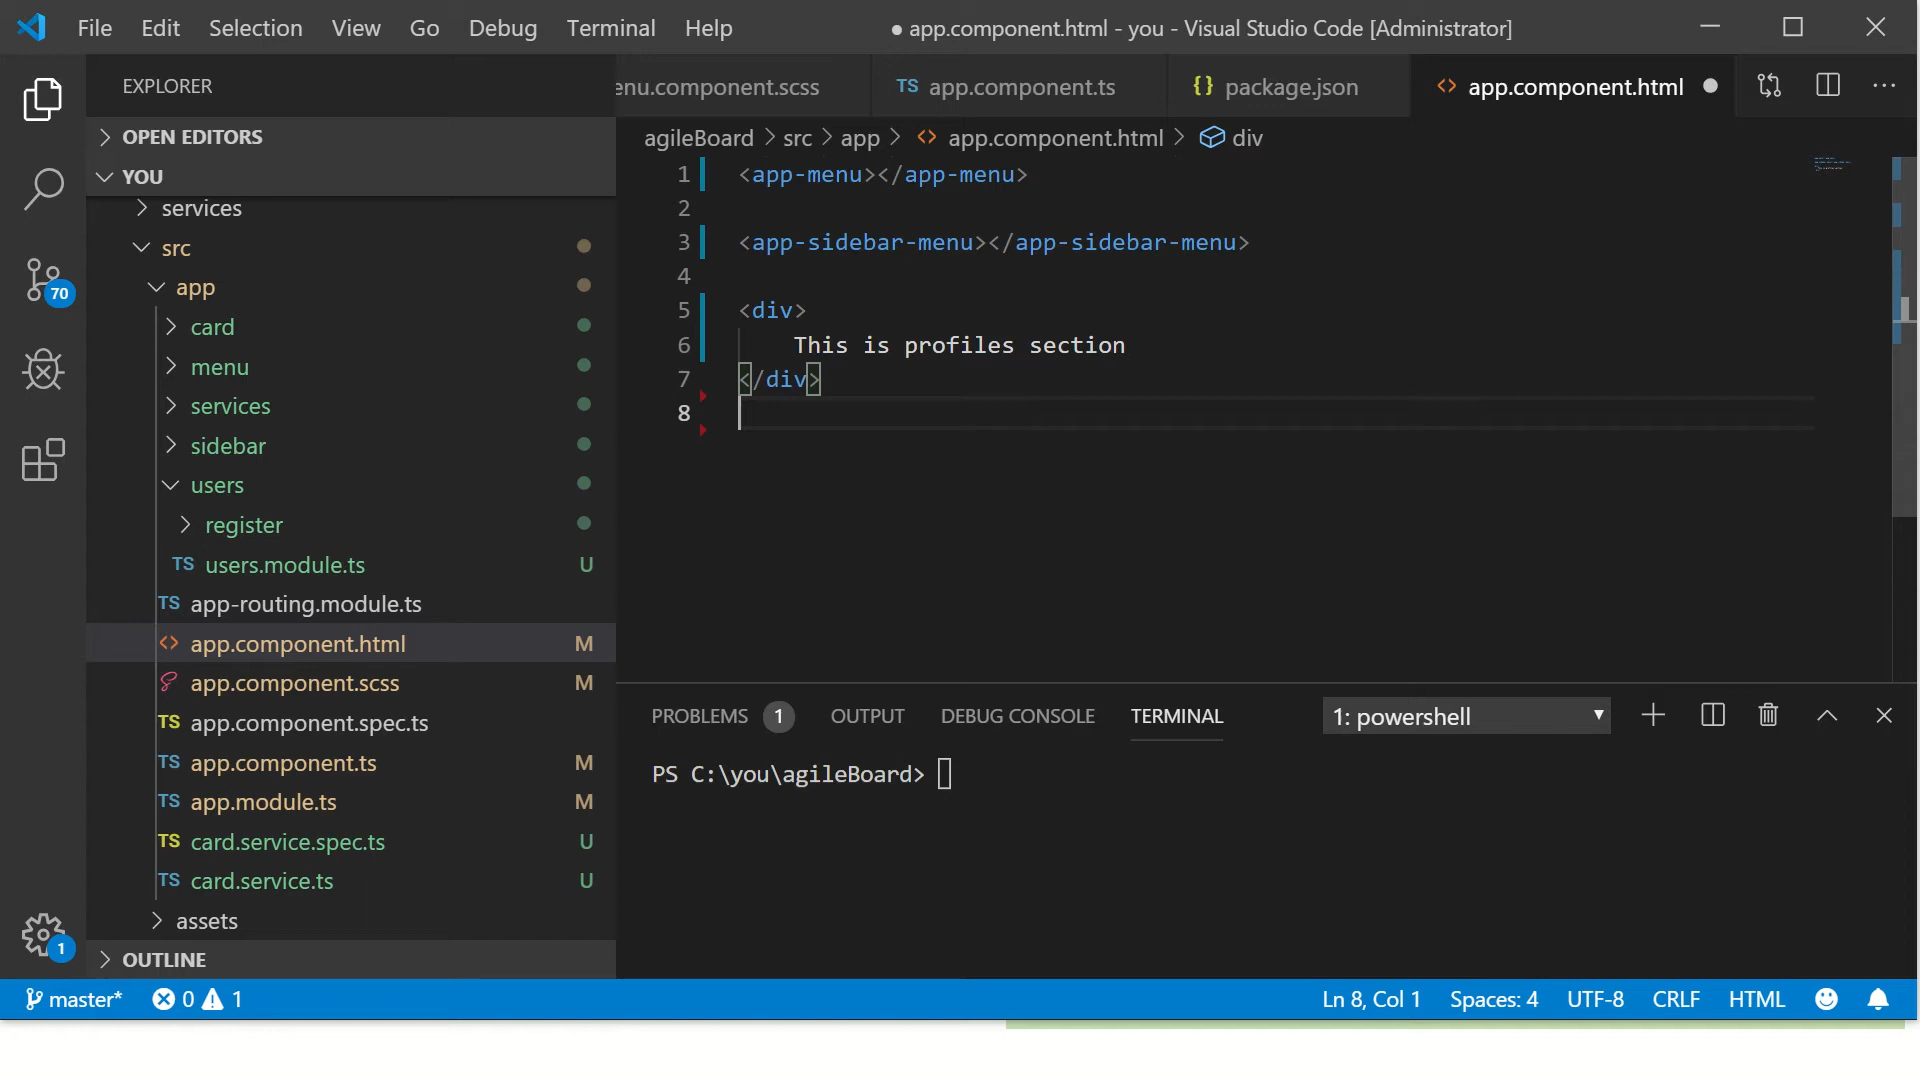 File Edit Selection View Go Debug Terminal Help
● app.component.html - you - Visual Studio Code [Administrator]
EXPLORER
enu.component.scss
TS app.component.ts
{} package.json
<> app.component.html
OPEN EDITORS
agileBoard > src > app > <> app.component.html > div
YOU
services
src
app
card
menu
services
sidebar
users
register
TS users.module.ts U
TS app-routing.module.ts
<> app.component.html M
app.component.scss M
TS app.component.spec.ts
TS app.component.ts M
TS app.module.ts M
TS card.service.spec.ts U
TS card.service.ts U
assets
OUTLINE
70
1
1 <app-menu></app-menu>
2
3 <app-sidebar-menu></app-sidebar-menu>
4
5 <div>
6 This is profiles section
7 </div>
8
PROBLEMS 1 OUTPUT DEBUG CONSOLE TERMINAL 1: powershell
PS C:\you\agileBoard>
master* 0 1 Ln 8, Col 1 Spaces: 4 UTF-8 CRLF HTML